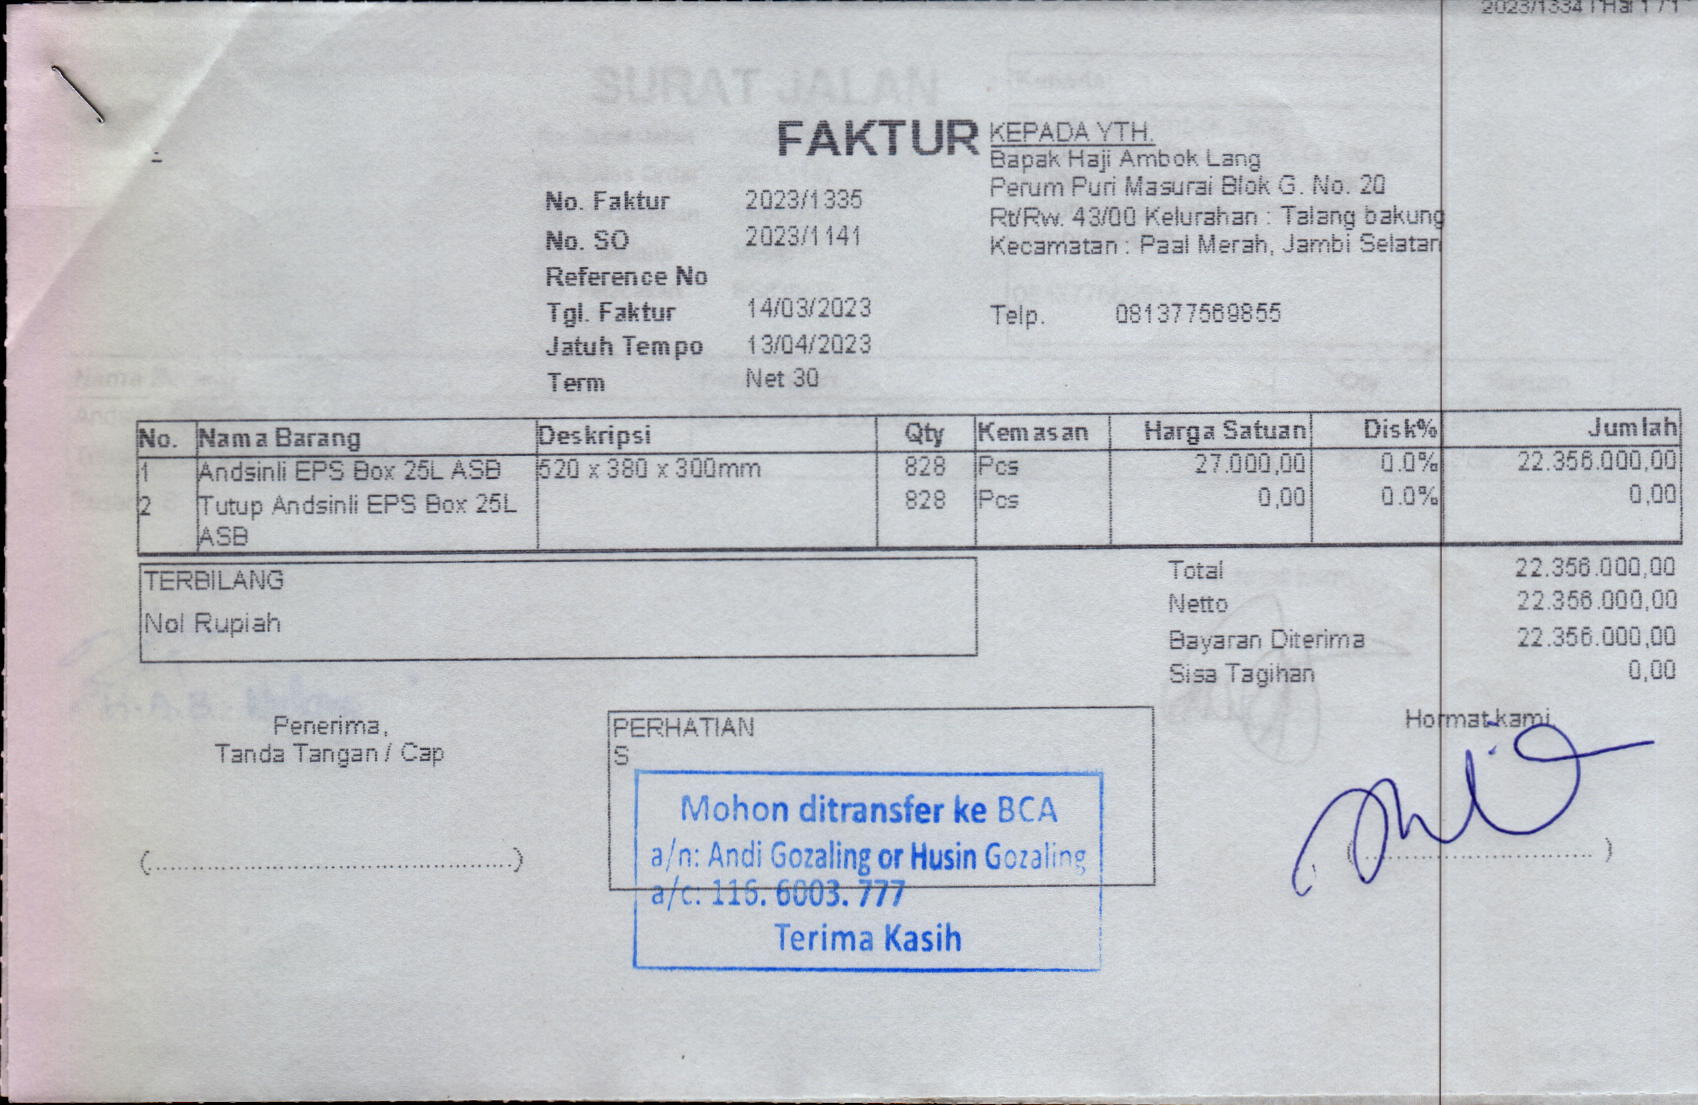 2023/1334 | Hal 1 / 1
SURAT JALAN
FAKTUR
KEPADA YTH.
Bapak Haji Ambok Lang
Perum Puri Masurai Blok G. No. 20
Rt/Rw. 43/00 Kelurahan : Talang bakung
Kecamatan : Paal Merah, Jambi Selatan
Telp. 081377569855
No. Faktur 2023/1335
No. SO 2023/1141
Reference No
Tgl. Faktur 14/03/2023
Jatuh Tempo 13/04/2023
Term Net 30
No. Nama Barang Deskripsi Qty Kemasan Harga Satuan Disk% Jumlah
1 Andsinli EPS Box 25L ASB 520 x 380 x 300mm 828 Pcs 27.000,00 0.0% 22.356.000,00
2 Tutup Andsinli EPS Box 25L 828 Pcs 0,00 0.0% 0,00
ASB
TERBILANG
Nol Rupiah
Total 22.356.000,00
Netto 22.356.000,00
Bayaran Diterima 22.356.000,00
Sisa Tagihan 0,00
Penerima,
Tanda Tangan / Cap
(...............................................)
PERHATIAN
S
Mohon ditransfer ke BCA
a/n: Andi Gozaling or Husin Gozaling
a/c: 116. 6003. 777
Terima Kasih
Hormat kami,
(..............................)